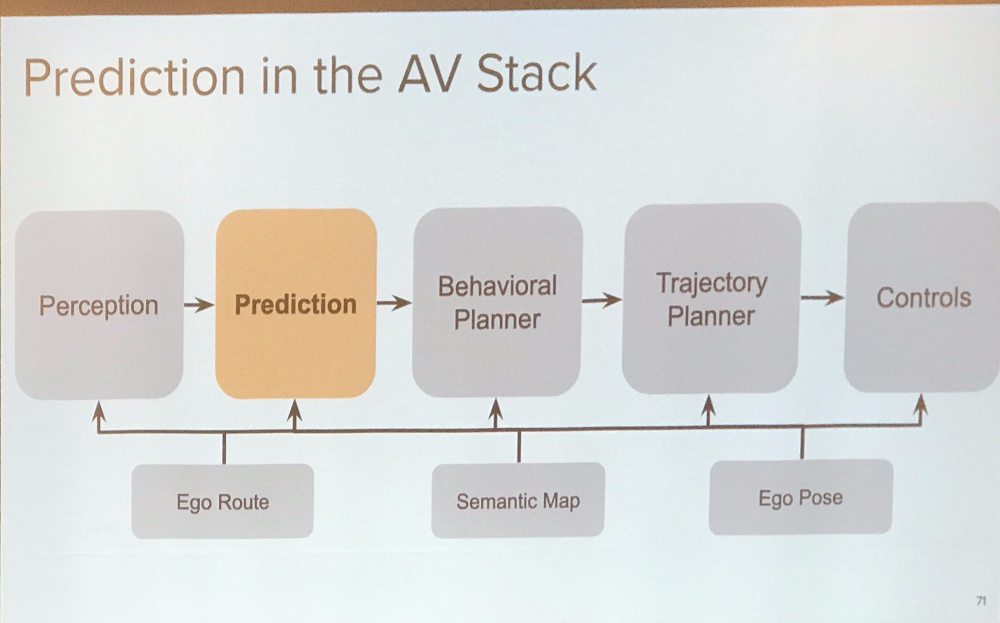 Prediction in the AV Stack
Perception
Prediction
Behavioral
Planner
Trajectory
Planner
Controls
Ego Route
Semantic Map
Ego Pose
71